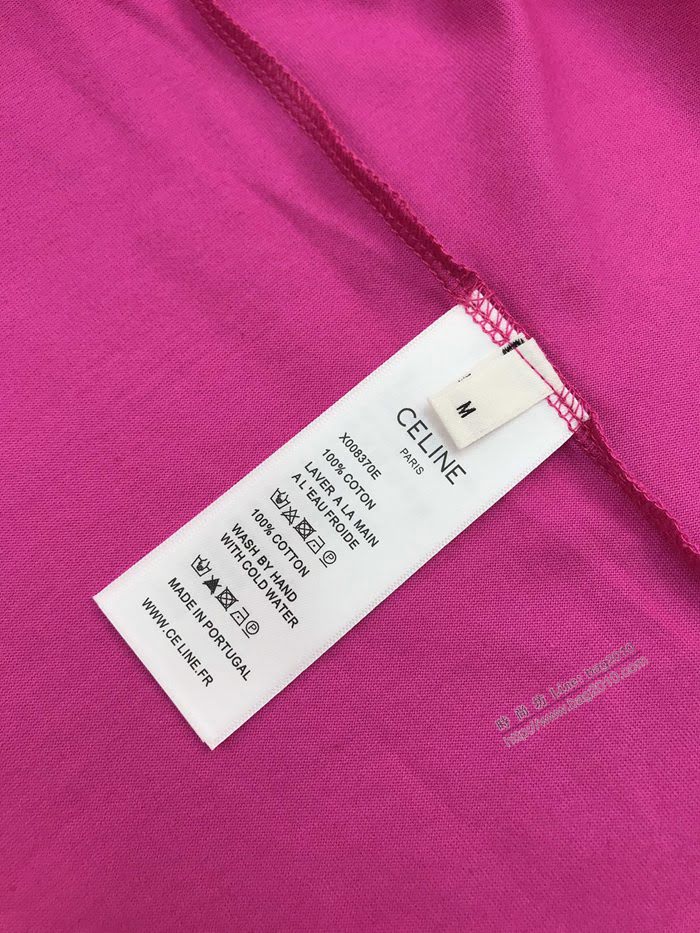 M
CELINE
PARIS
X008370E
100% COTON
LAVER A LA MAIN
A L'EAU FROIDE
100% COTTON
WASH BY HAND
WITH COLD WATER
MADE IN PORTUGAL
WWW.CELINE.FR